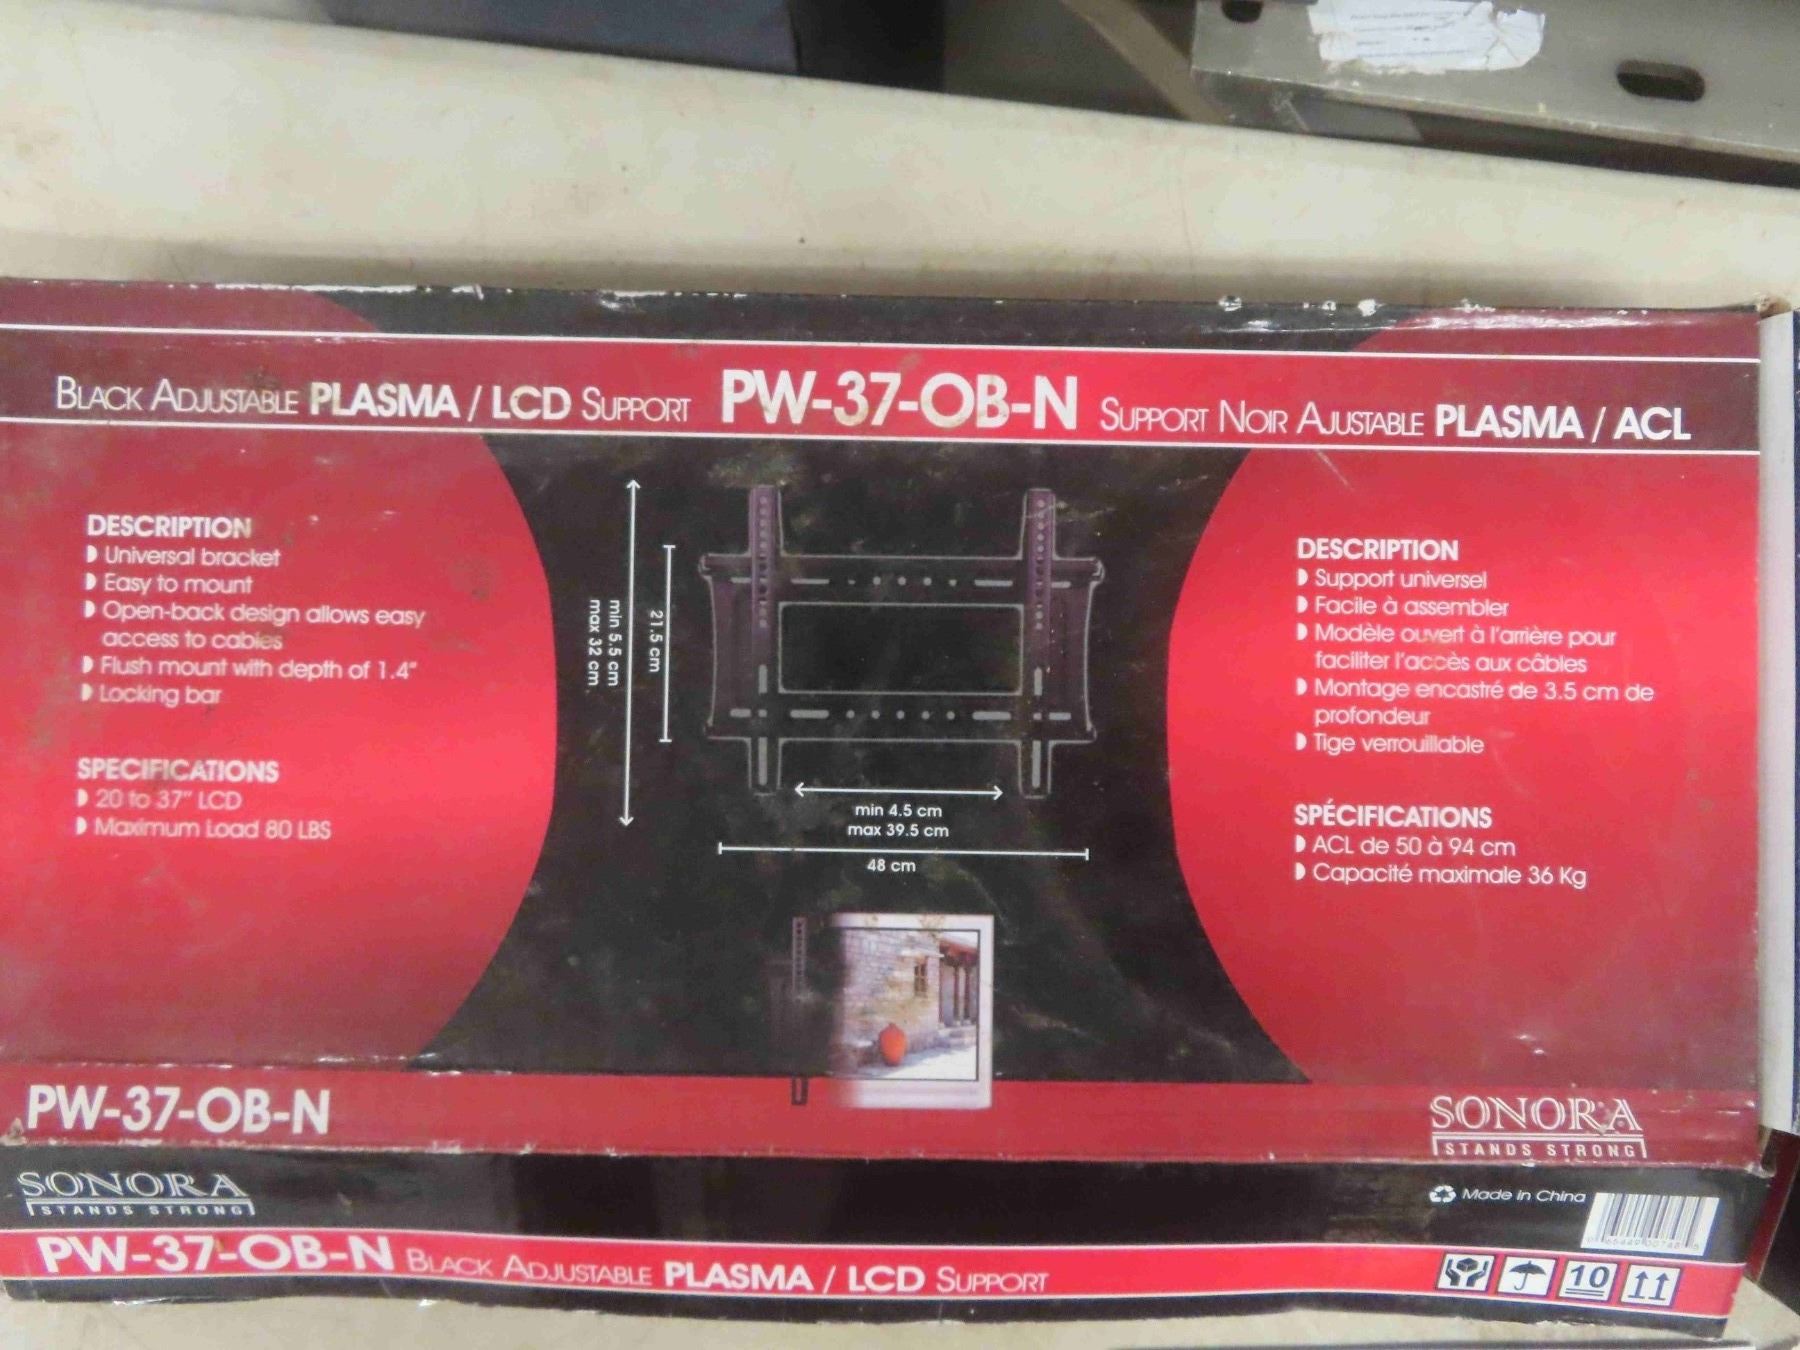 BLACK ADJUSTABLE PLASMA / LCD SUPPORT PW-37-OB-N SUPPORT NOIR AJUSTABLE PLASMA / ACL
DESCRIPTION
Universal bracket
Easy to mount
Open-back design allows easy
access to cables
Flush mount with depth of 1.4"
Locking bar
SPECIFICATIONS
20 to 37" LCD
Maximum Load 80 LBS
min 5.5 cm
max 32 cm
21.5 cm
min 4.5 cm
max 39.5 cm
48 cm
DESCRIPTION
Support universel
Facile à assembler
Modèle ouvert à l'arrière pour
faciliter l'accès aux câbles
Montage encastré de 3.5 cm de
profondeur
Tige verrouillable
SPÉCIFICATIONS
ACL de 50 à 94 cm
Capacité maximale 36 Kg
PW-37-OB-N
SONORA
STANDS STRONG
SONORA
STANDS STRONG
Made in China
PW-37-OB-N BLACK ADJUSTABLE PLASMA / LCD SUPPORT
10